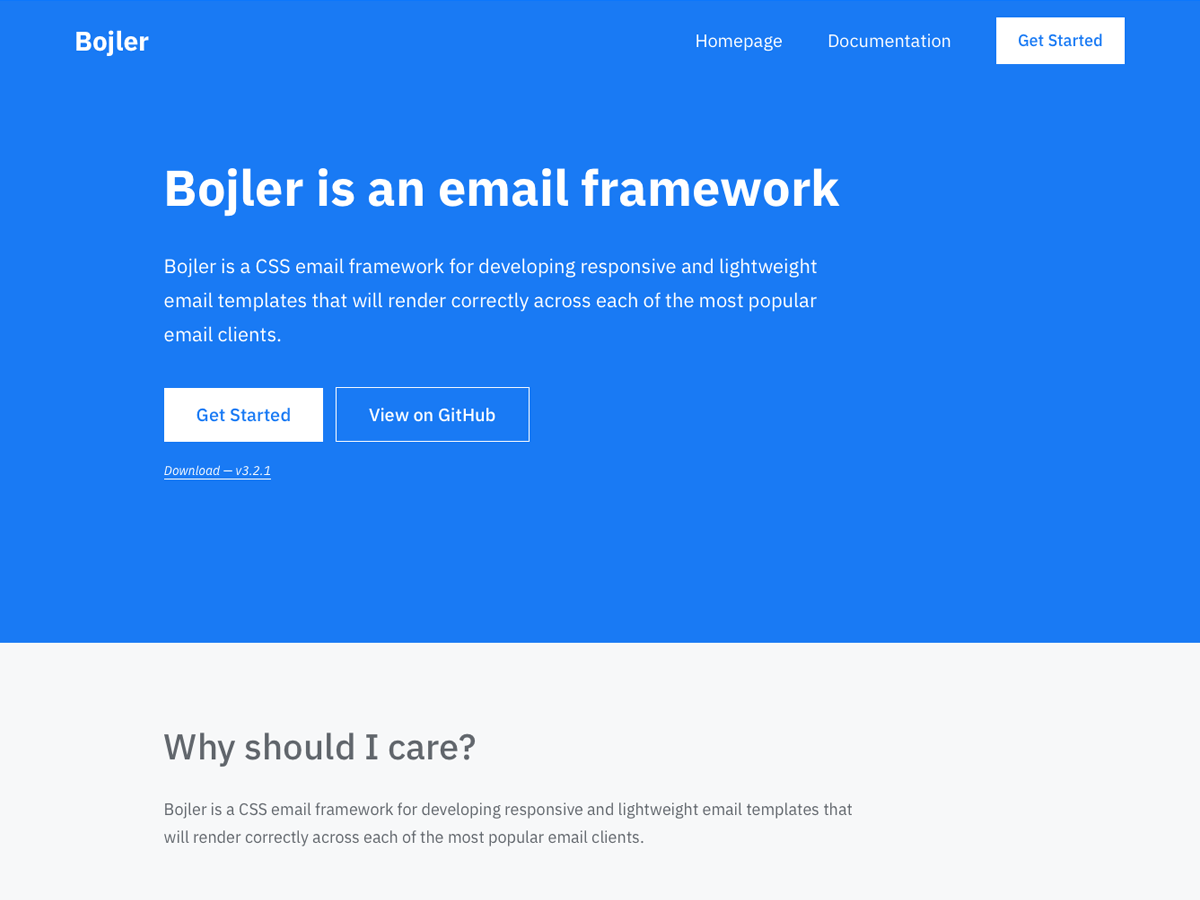 Bojler
Homepage
Documentation
Get Started
Bojler is an email framework
Bojler is a CSS email framework for developing responsive and lightweight
email templates that will render correctly across each of the most popular
email clients.
Get Started
View on GitHub
Download — v3.2.1
Why should I care?
Bojler is a CSS email framework for developing responsive and lightweight email templates that
will render correctly across each of the most popular email clients.